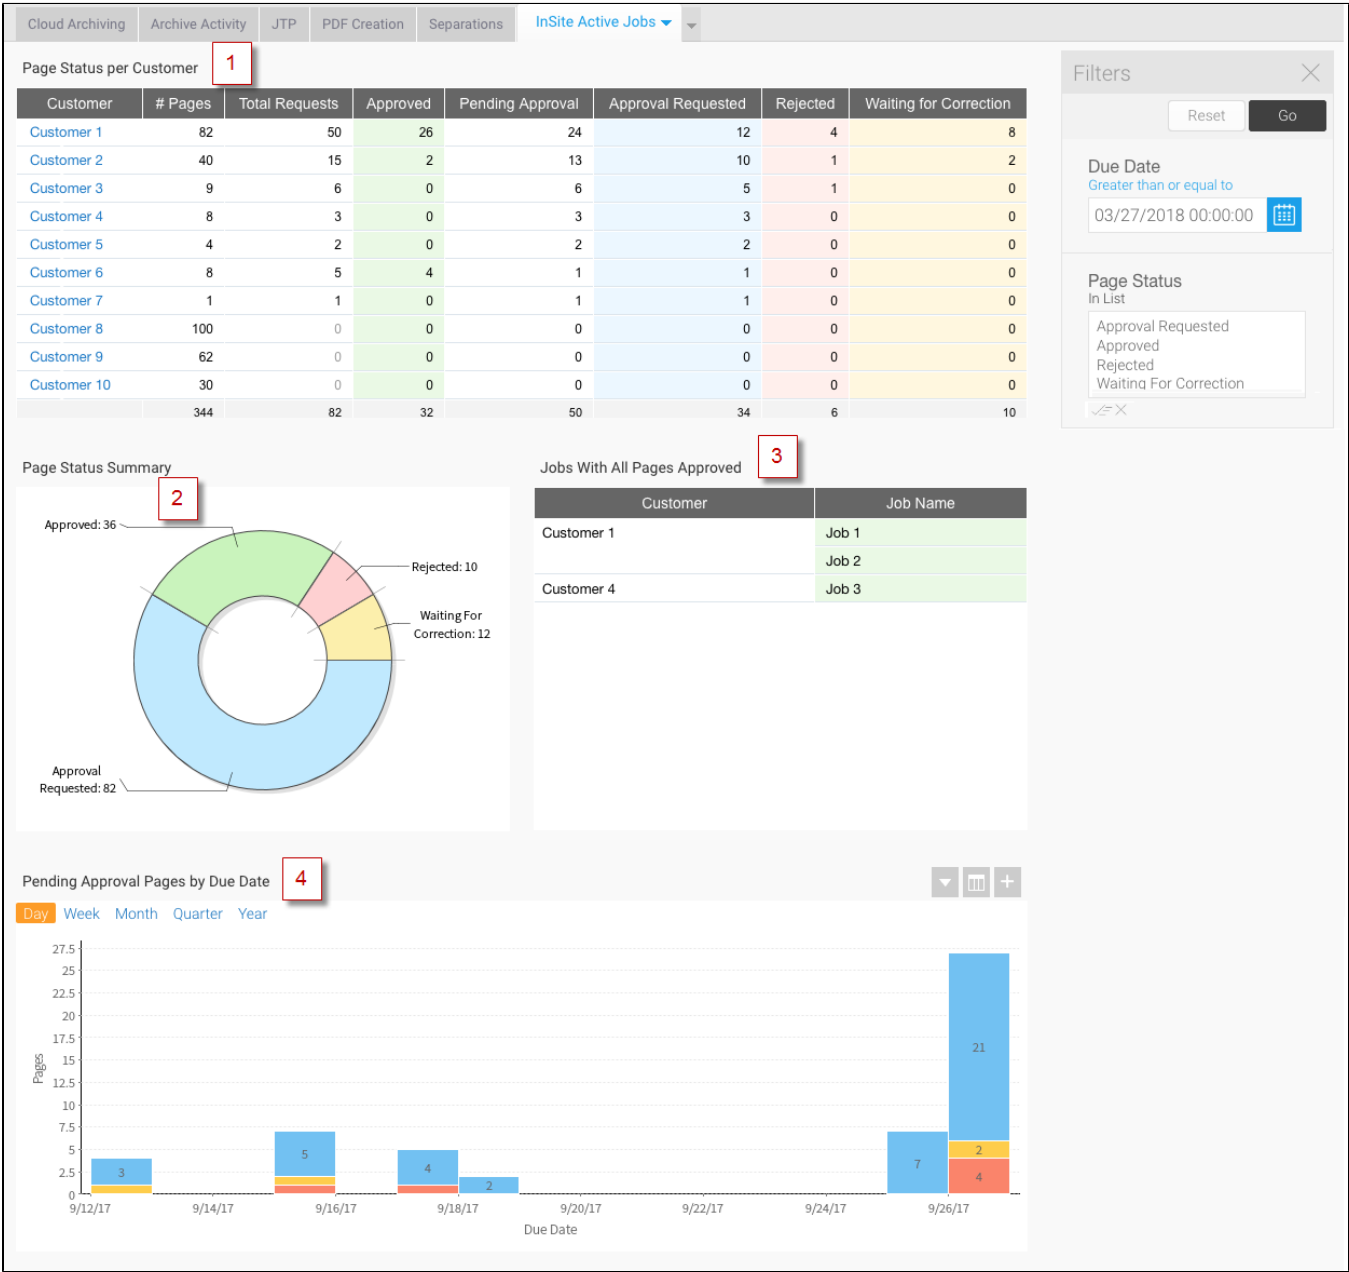 Cloud Archiving Archive Activity JTP PDF Creation Separations InSite Active Jobs
Page Status per Customer 1
Customer # Pages Total Requests Approved Pending Approval Approval Requested Rejected Waiting for Correction
Customer 1 82 50 26 24 12 4 8
Customer 2 40 15 2 13 10 1 2
Customer 3 9 6 0 6 5 1 0
Customer 4 8 3 0 3 3 0 0
Customer 5 4 2 0 2 2 0 0
Customer 6 8 5 4 1 1 0 0
Customer 7 1 1 0 1 1 0 0
Customer 8 100 0 0 0 0 0 0
Customer 9 62 0 0 0 0 0 0
Customer 10 30 0 0 0 0 0 0
344 82 32 50 34 6 10
Filters
Reset Go
Due Date
Greater than or equal to
03/27/2018 00:00:00
Page Status
In List
Approval Requested
Approved
Rejected
Waiting For Correction
Page Status Summary
2
Approved: 36
Rejected: 10
Waiting For
Correction: 12
Approval
Requested: 82
Jobs With All Pages Approved 3
Customer Job Name
Customer 1 Job 1
Job 2
Customer 4 Job 3
Pending Approval Pages by Due Date 4
Day Week Month Quarter Year
27.5
25
22.5
20
17.5
15
12.5
10
7.5
5
2.5
0
Pages
3
5
4
2
7
21
2
4
9/12/17 9/14/17 9/16/17 9/18/17 9/20/17 9/22/17 9/24/17 9/26/17
Due Date